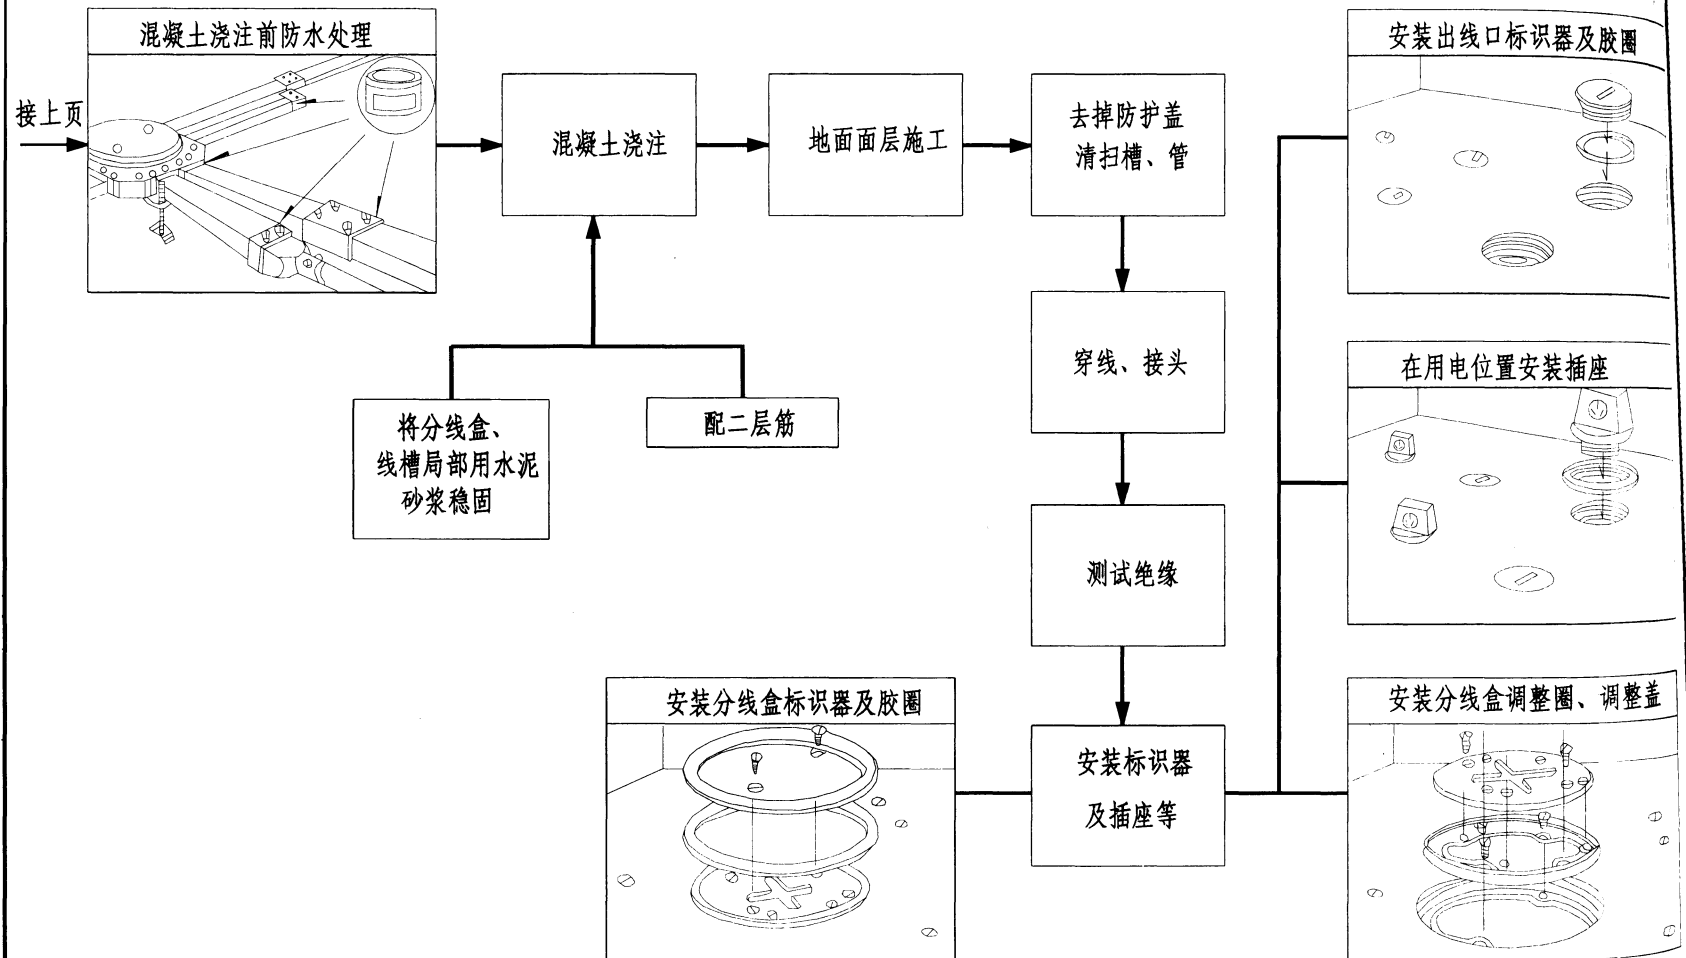 混凝土浇注前防水处理
接上页
混凝土浇注
地面面层施工
去掉防护盖
清扫槽、管
安装出线口标识器及胶圈
将分线盒、
线槽局部用水泥
砂浆稳固
配二层筋
穿线、接头
在用电位置安装插座
测试绝缘
安装分线盒标识器及胶圈
安装标识器
及插座等
安装分线盒调整圈、调整盖